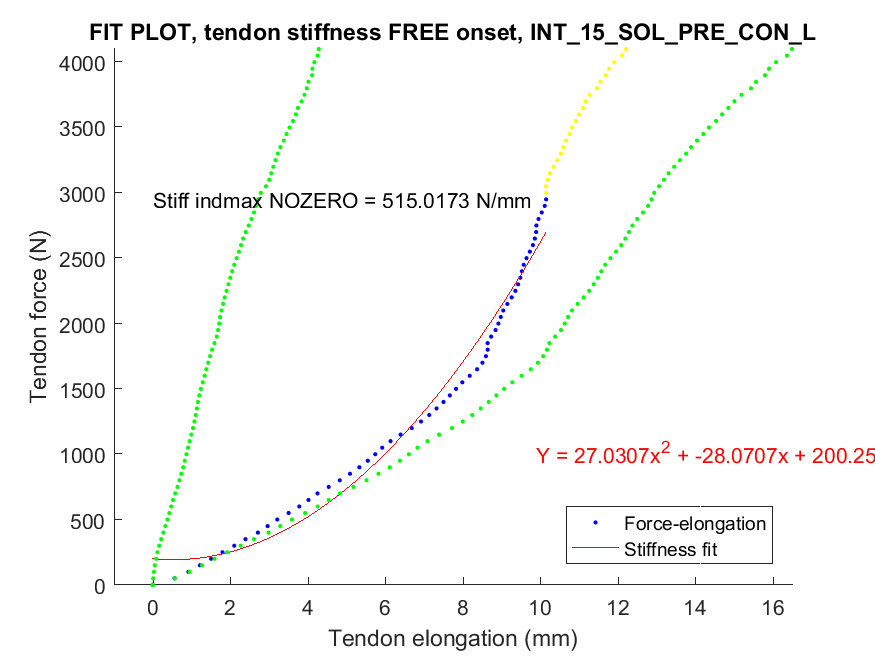 FIT PLOT, tendon stiffness FREE onset, INT_15_SOL_PRE_CON_L
4000
3500
3000
Stiff indmax NOZERO = 515.0173 N/mm
2500
2000
1500
1000
500
0
Tendon force (N)
Y = 27.0307x² + -28.0707x + 200.25
Force-elongation
Stiffness fit
0 2 4 6 8 10 12 14 16
Tendon elongation (mm)